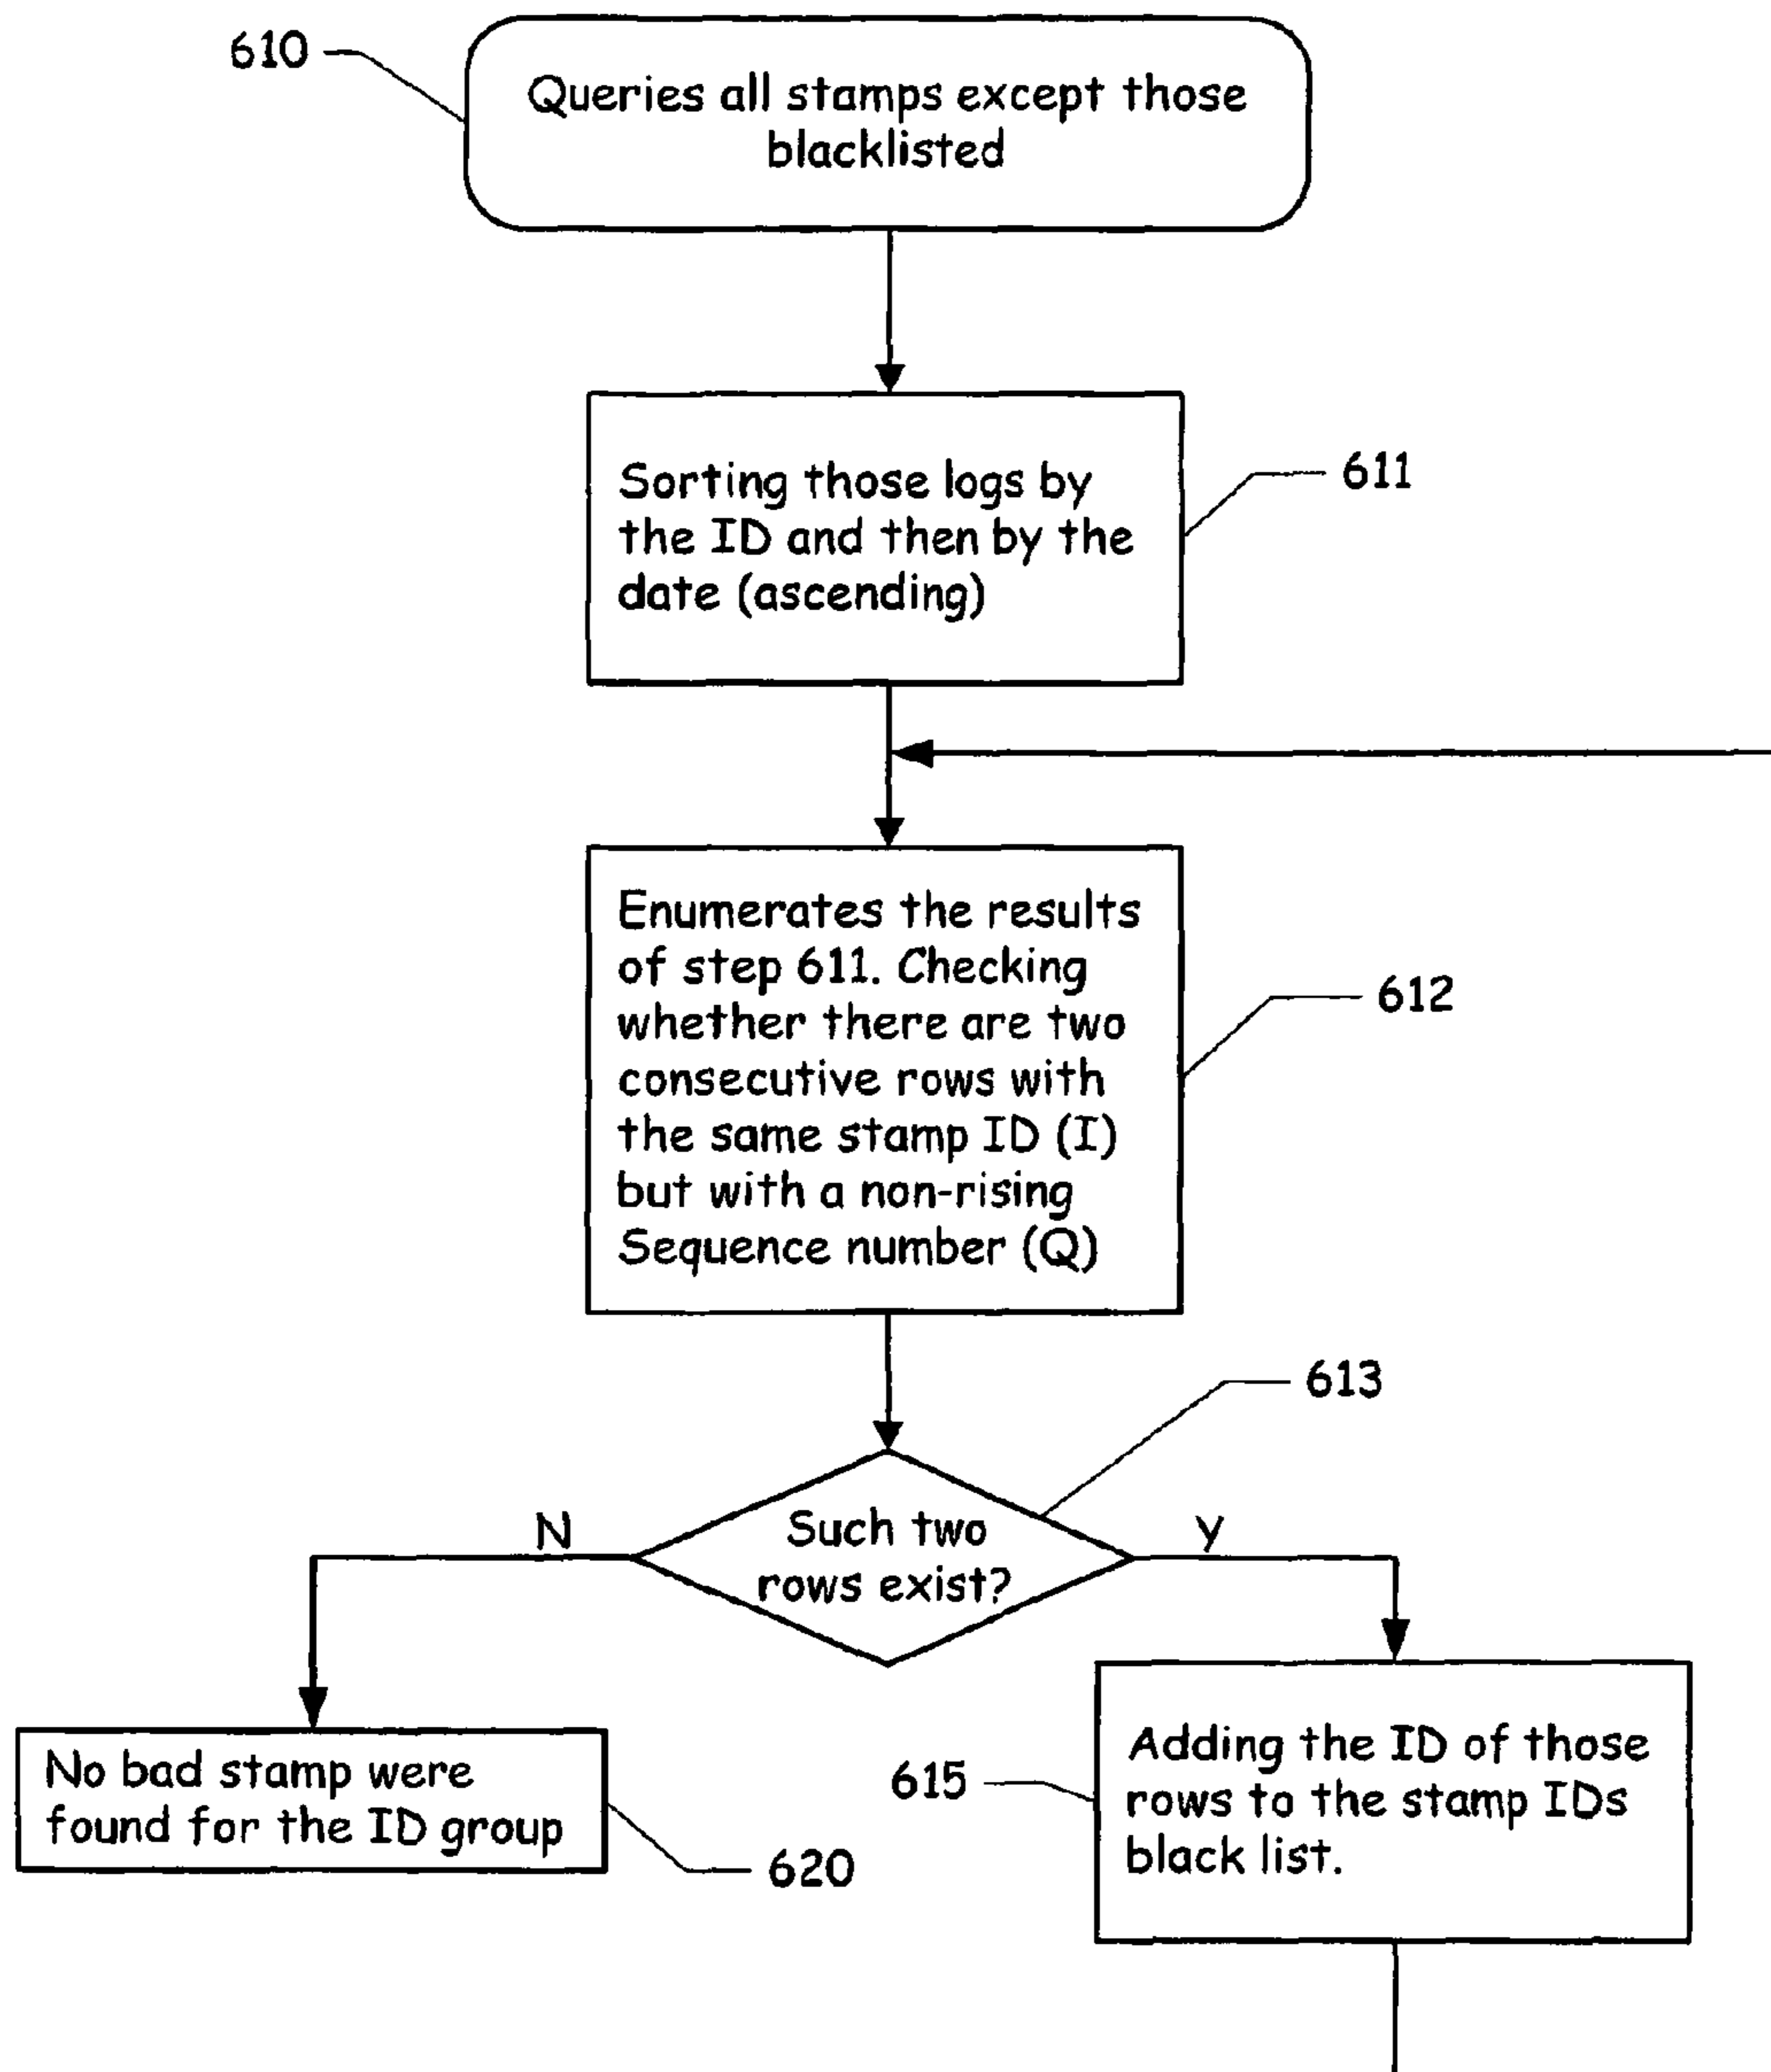 610
Queries all stamps except those
blacklisted
Sorting those logs by
the ID and then by the
date (ascending)
611
Enumerates the results
of step 611. Checking
whether there are two
consecutive rows with
the same stamp ID (I)
but with a non-rising
Sequence number (Q)
612
613
Such two
rows exist?
N
Y
No bad stamp were
found for the ID group
620
615
Adding the ID of those
rows to the stamp IDs
black list.